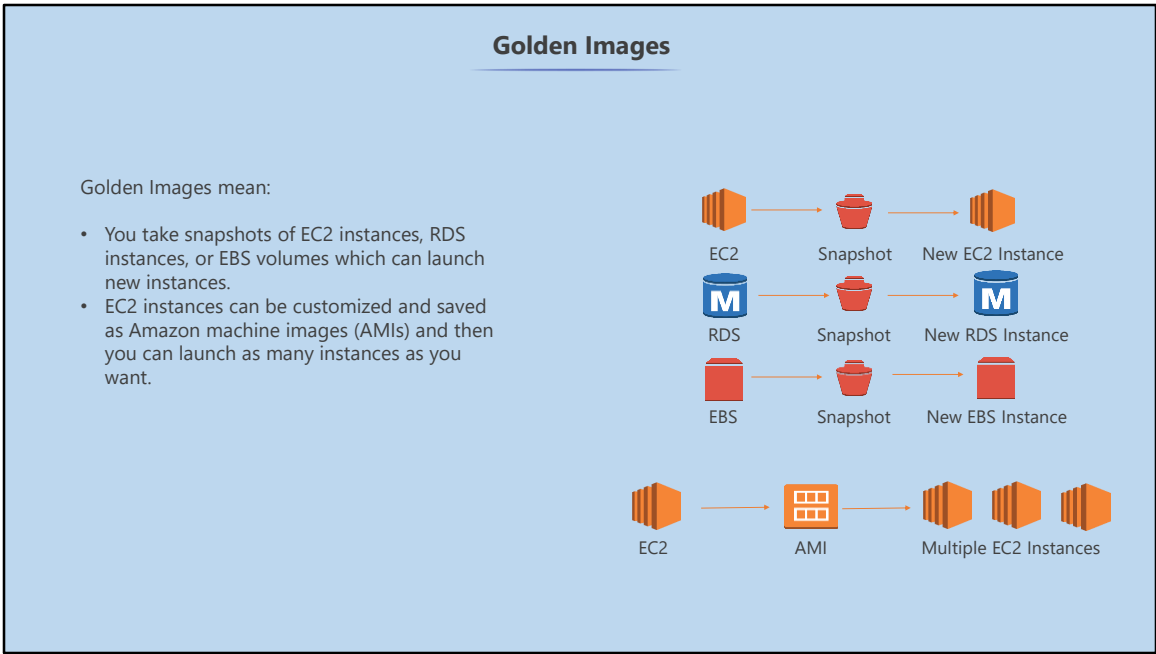 Golden Images
Golden Images mean:
• You take snapshots of EC2 instances, RDS
instances, or EBS volumes which can launch
new instances.
• EC2 instances can be customized and saved
as Amazon machine images (AMIs) and then
you can launch as many instances as you
want.
EC2 Snapshot New EC2 Instance
M M
RDS Snapshot New RDS Instance
EBS Snapshot New EBS Instance
EC2 AMI Multiple EC2 Instances